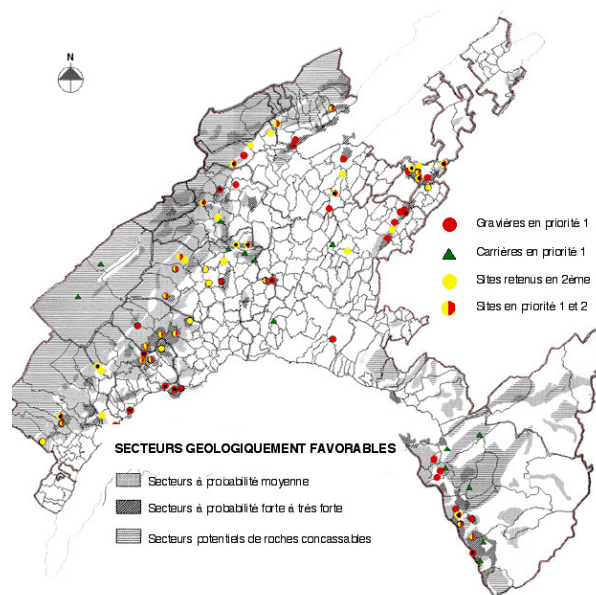 N
Gravières en priorité 1
Carrières en priorité 1
Sites retenus en 2ème
Sites en priorité 1 et 2
SECTEURS GEOLOGIQUEMENT FAVORABLES
Secteurs à probabilité moyenne
Secteurs à probabilité forte à très forte
Secteurs potentiels de roches concassables